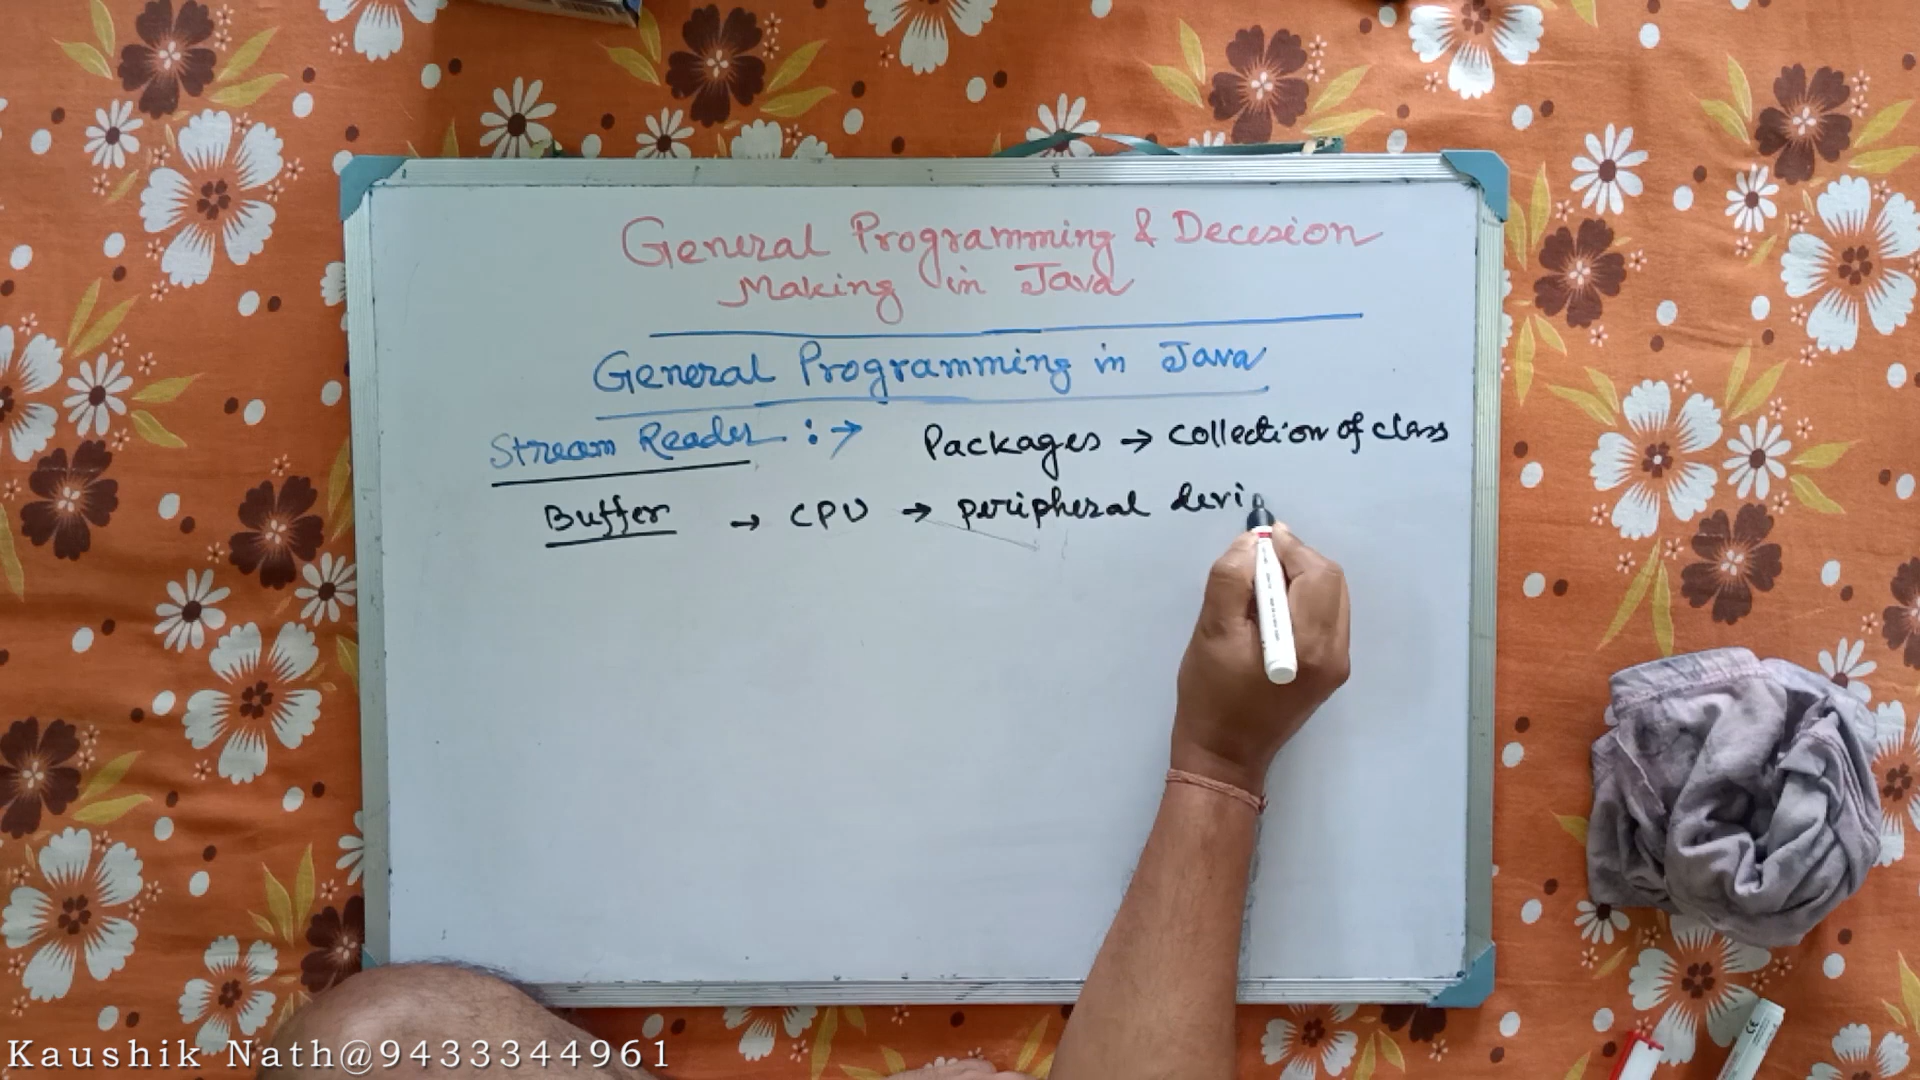 General Programming & Decesion
Making in Java
General Programming in Java
Stream Reader :→ Packages → Collection of class
Buffer → CPU → peripheral devi
Kaushik Nath@9433344961